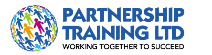 PARTNERSHIP
TRAINING LTD
WORKING TOGETHER TO SUCCEED